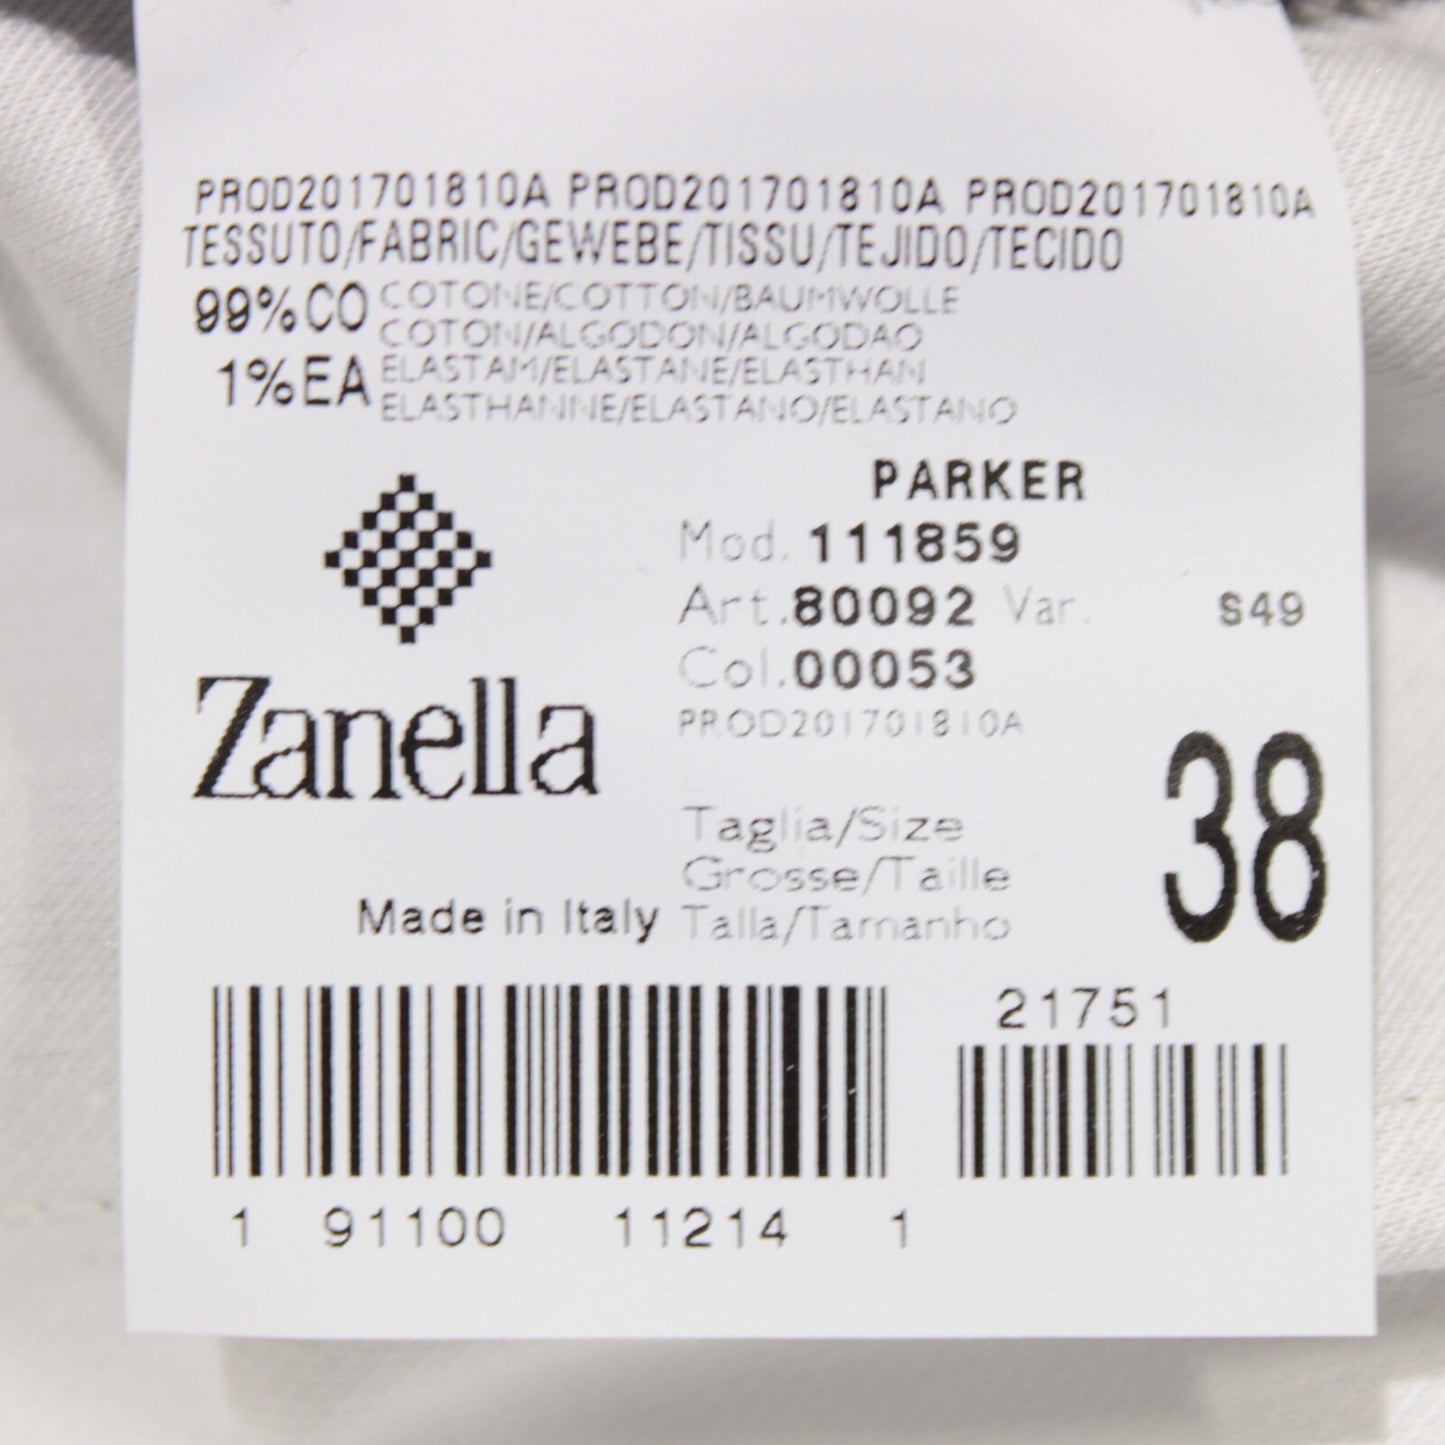 PROD201701810A PROD201701810A PROD201701810A
TESSUTO/FABRIC/GEWEBE/TISSU/TEJIDO/TECIDO
99%CO COTONE/COTTON/BAUMWOLLE
COTON/ALGODON/ALGODAO
1%EA ELASTAM/ELASTANE/ELASTHAN
ELASTHANNE/ELASTANO/ELASTANO
PARKER
Mod. 111859
Art. 80092 Var. S49
Col. 00053
PROD201701810A
Zanella
Taglia/Size
Grosse/Taille
Talla/Tamanho
38
Made in Italy
21751
1 91100 11214 1